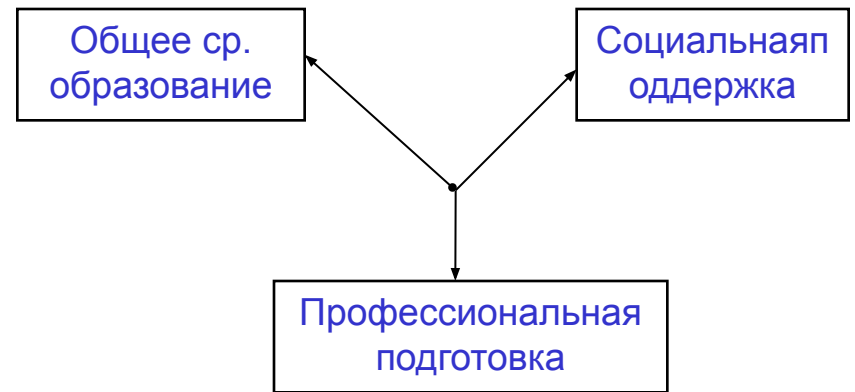 Общее ср.
образование
Социальнаяп
оддержка
Профессиональная
подготовка